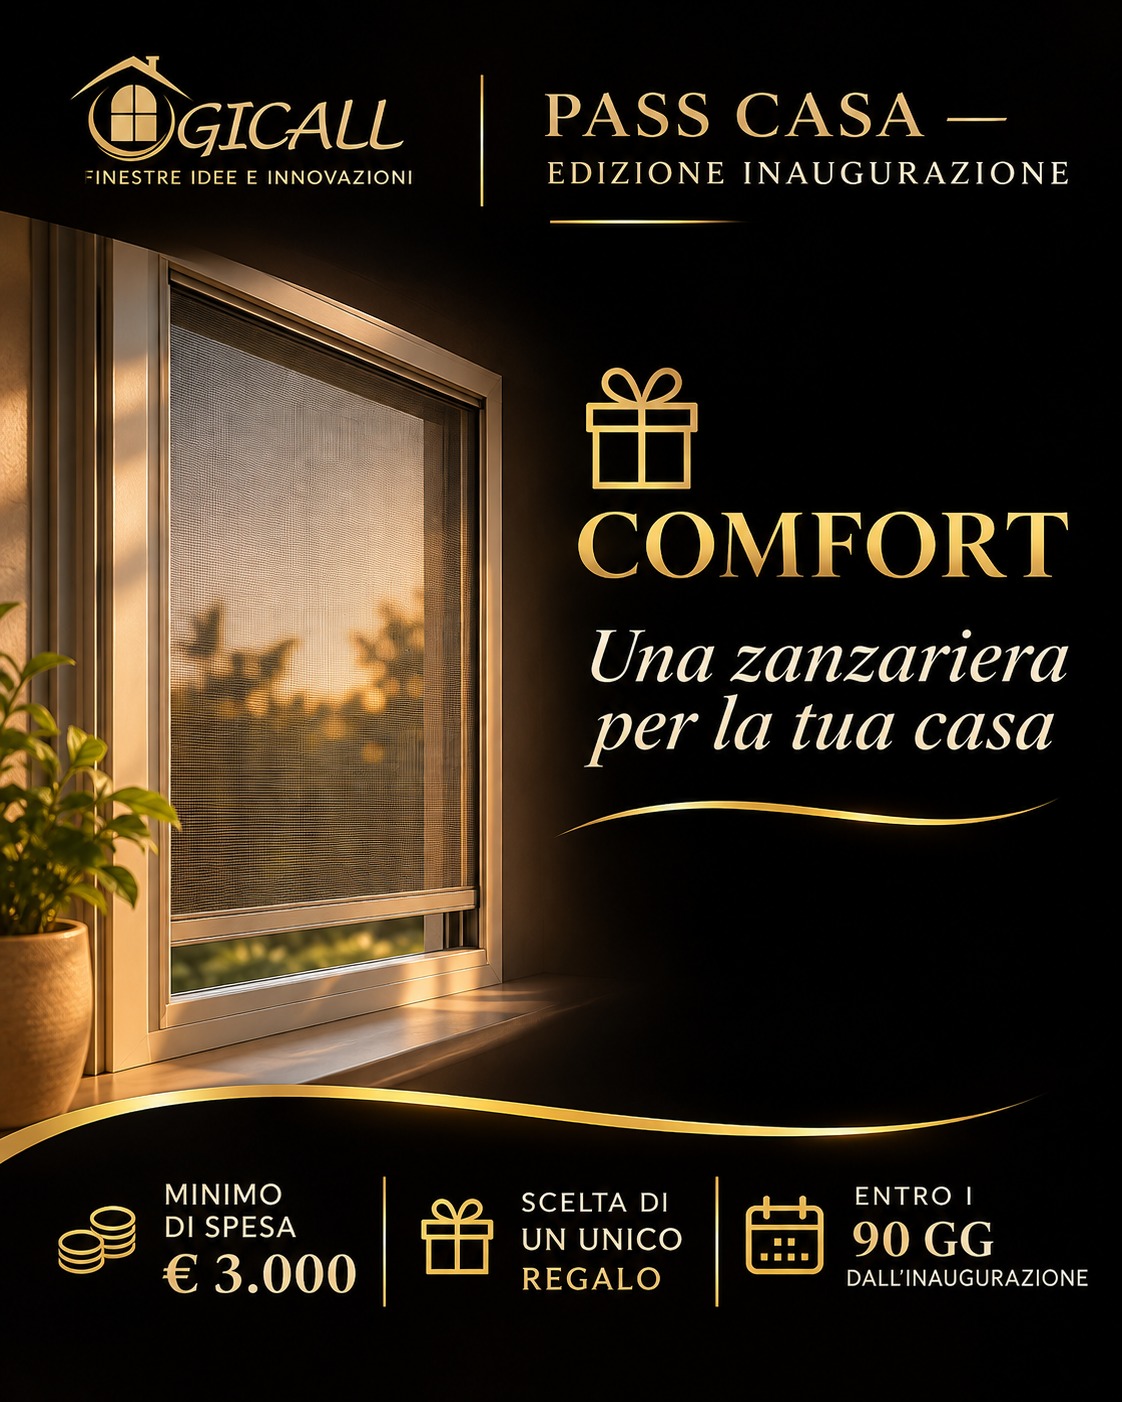 OGICALL
FINESTRE IDEE E INNOVAZIONI
PASS CASA —
EDIZIONE INAUGURAZIONE
COMFORT
Una zanzariera
per la tua casa
MINIMO
DI SPESA
€ 3.000
SCELTA DI
UN UNICO
REGALO
ENTRO I
90 GG
DALL'INAUGURAZIONE